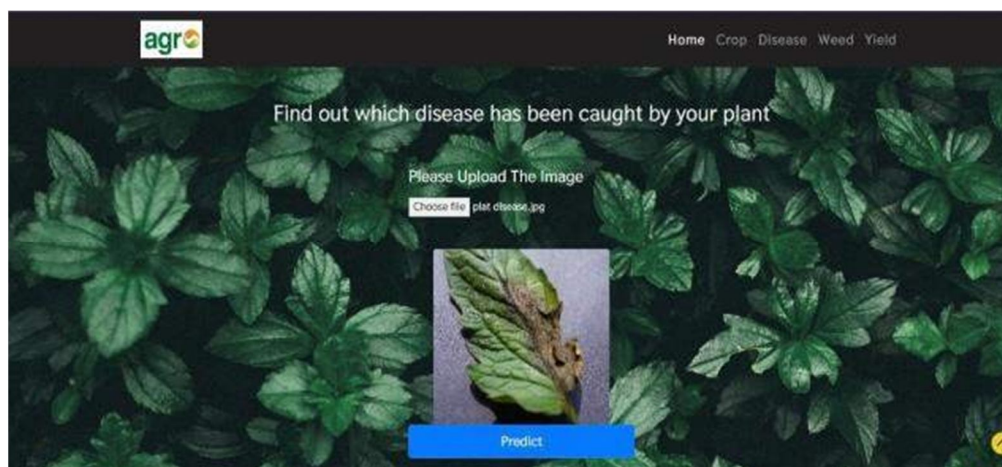 agro
Home Crop Disease Weed Yield
Find out which disease has been caught by your plant
Please Upload The Image
Choose file plat disease.jpg
Predict